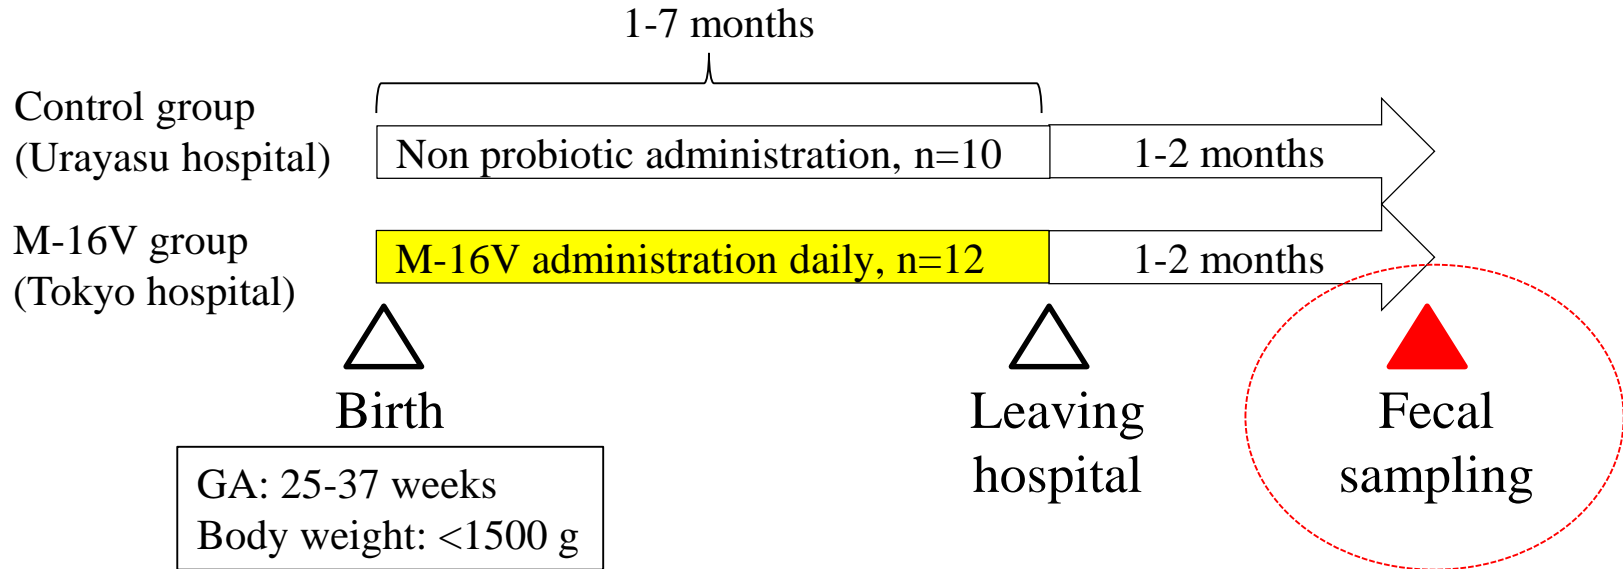 1-7 months
Control group
(Urayasu hospital)
Non probiotic administration, n=10
1-2 months
M-16V group
(Tokyo hospital)
M-16V administration daily, n=12
1-2 months
Birth
Leaving
hospital
Fecal
sampling
GA: 25-37 weeks
Body weight: <1500 g